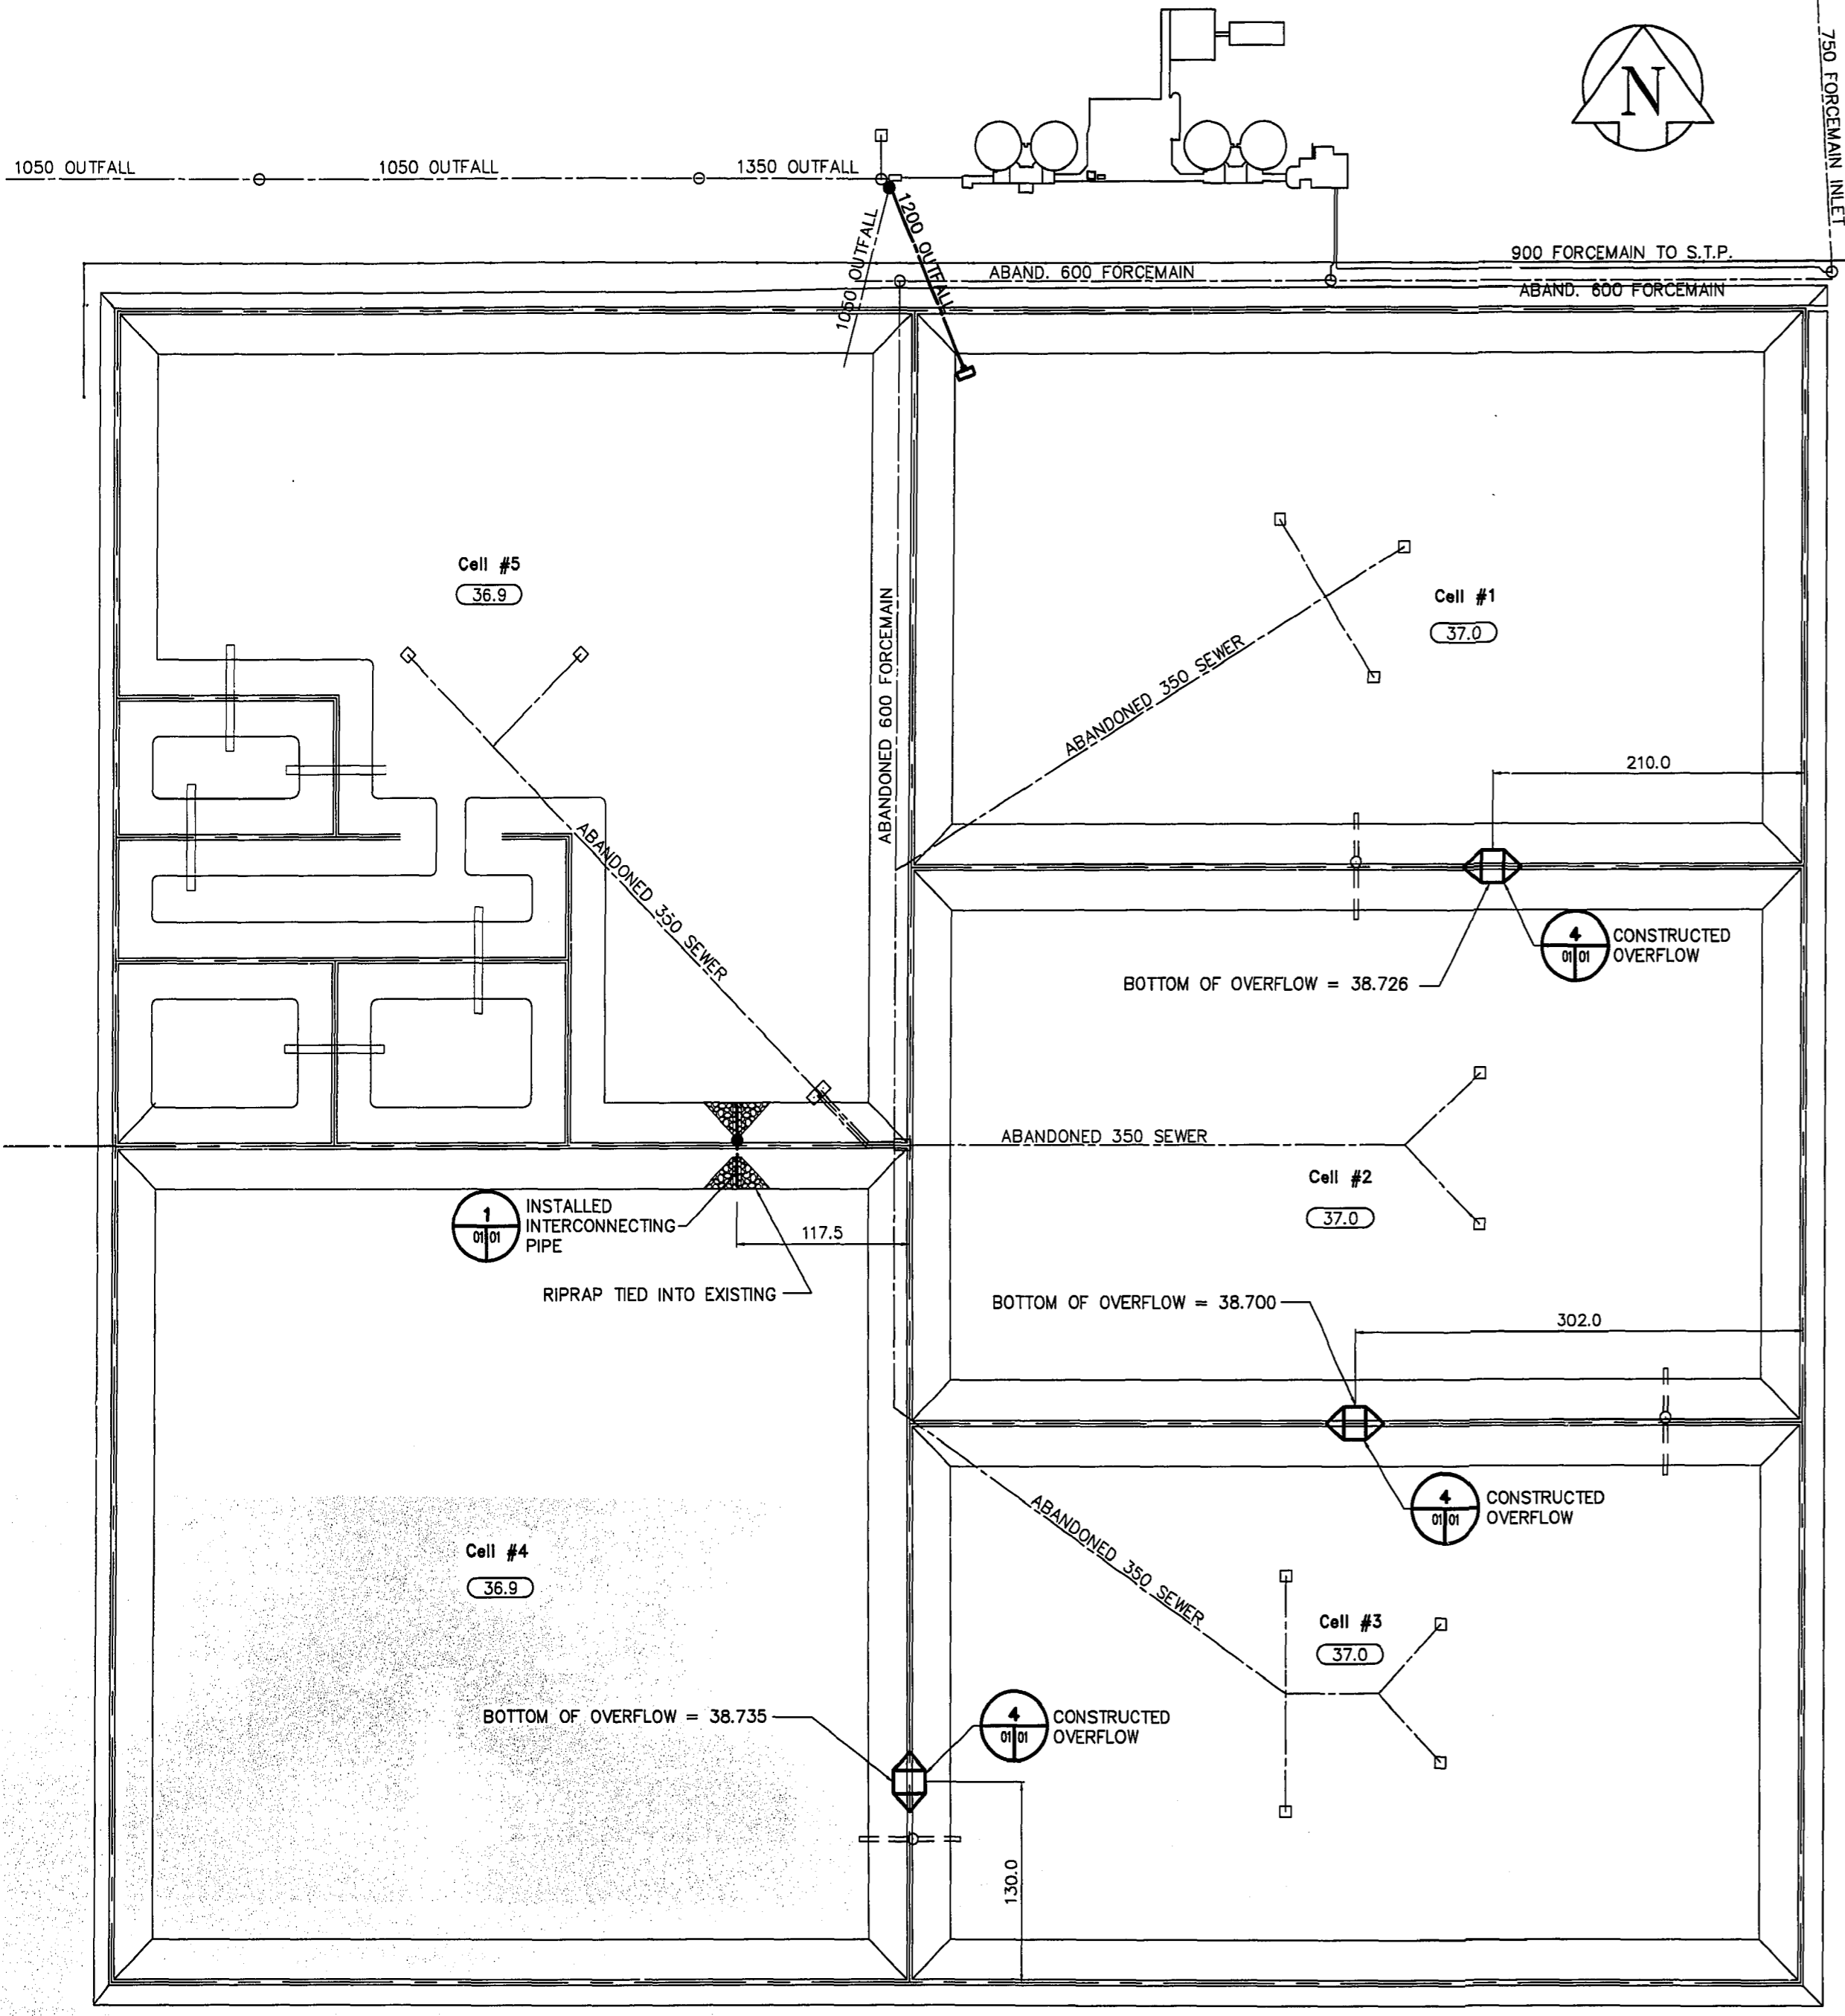 N
750 FORCEMAIN INLET
1050 OUTFALL
1050 OUTFALL
1350 OUTFALL
1050 OUTFALL
1200 OUTFALL
900 FORCEMAIN TO S.T.P.
ABAND. 600 FORCEMAIN
ABAND. 600 FORCEMAIN
Cell #5
36.9
ABANDONED 600 FORCEMAIN
Cell #1
37.0
ABANDONED 350 SEWER
210.0
ABANDONED 350 SEWER
4
01 01
CONSTRUCTED
OVERFLOW
BOTTOM OF OVERFLOW = 38.726
ABANDONED 350 SEWER
Cell #2
37.0
1
01 01
INSTALLED
INTERCONNECTING
PIPE
117.5
RIPRAP TIED INTO EXISTING
BOTTOM OF OVERFLOW = 38.700
302.0
4
01 01
CONSTRUCTED
OVERFLOW
ABANDONED 350 SEWER
Cell #4
36.9
Cell #3
37.0
BOTTOM OF OVERFLOW = 38.735
4
01 01
CONSTRUCTED
OVERFLOW
130.0